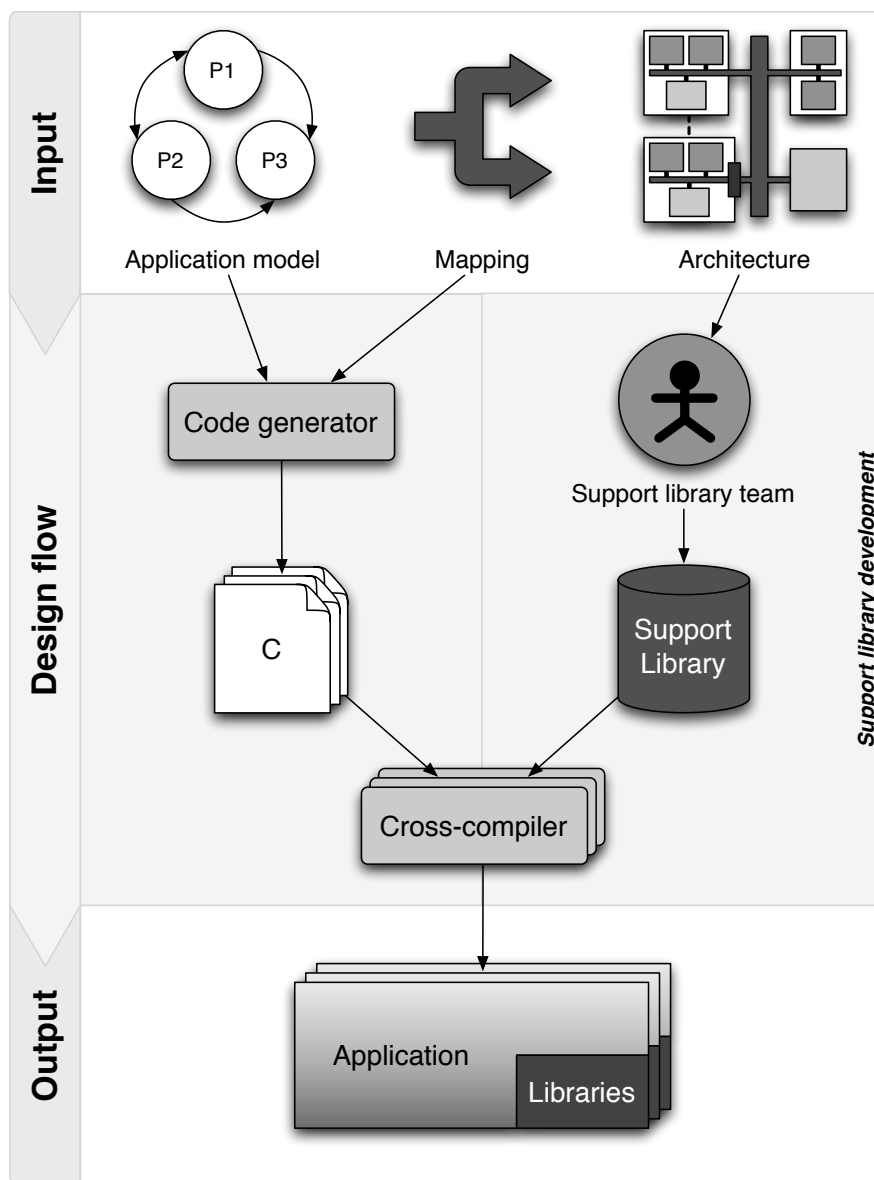 Input
P1
P2
P3
Application model
Mapping
Architecture
Design flow
Code generator
Support library team
C
Support
Library
Support library development
Cross-compiler
Output
Application
Libraries